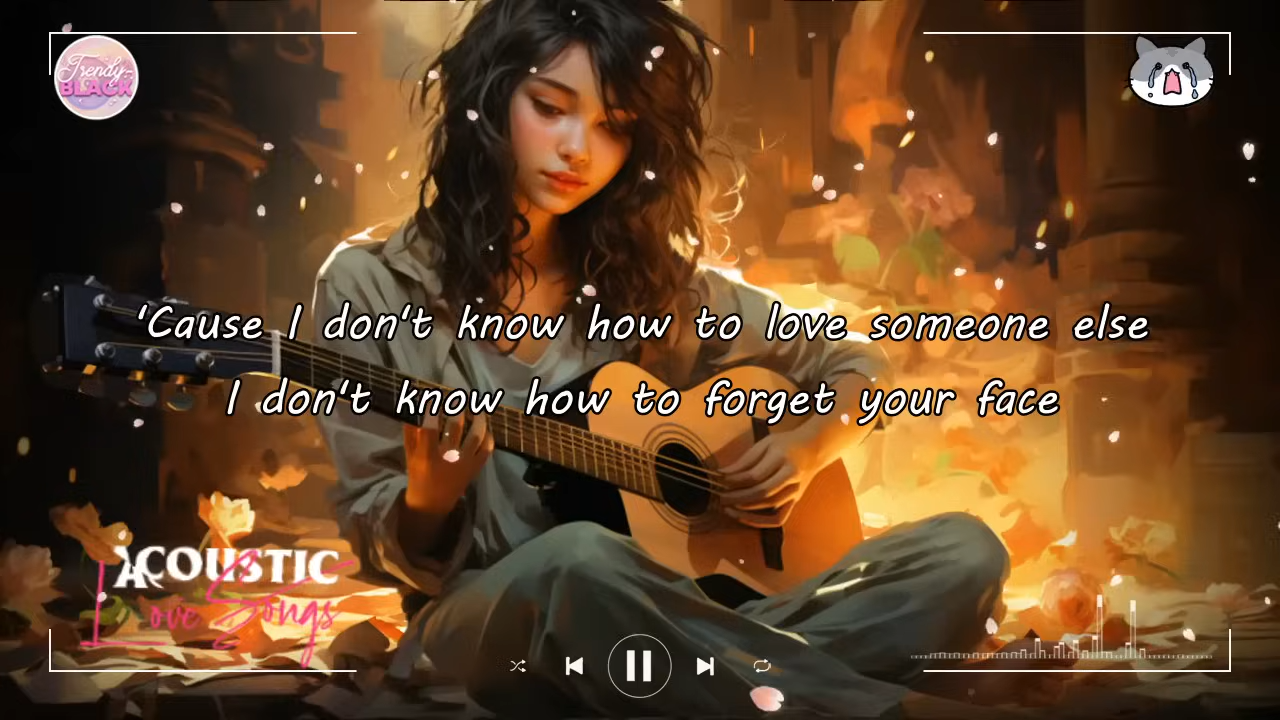 Trendy
BLACK
‘Cause I don‘t know how to love someone else
I don‘t know how to forget your face
ACOUSTIC
Love Songs